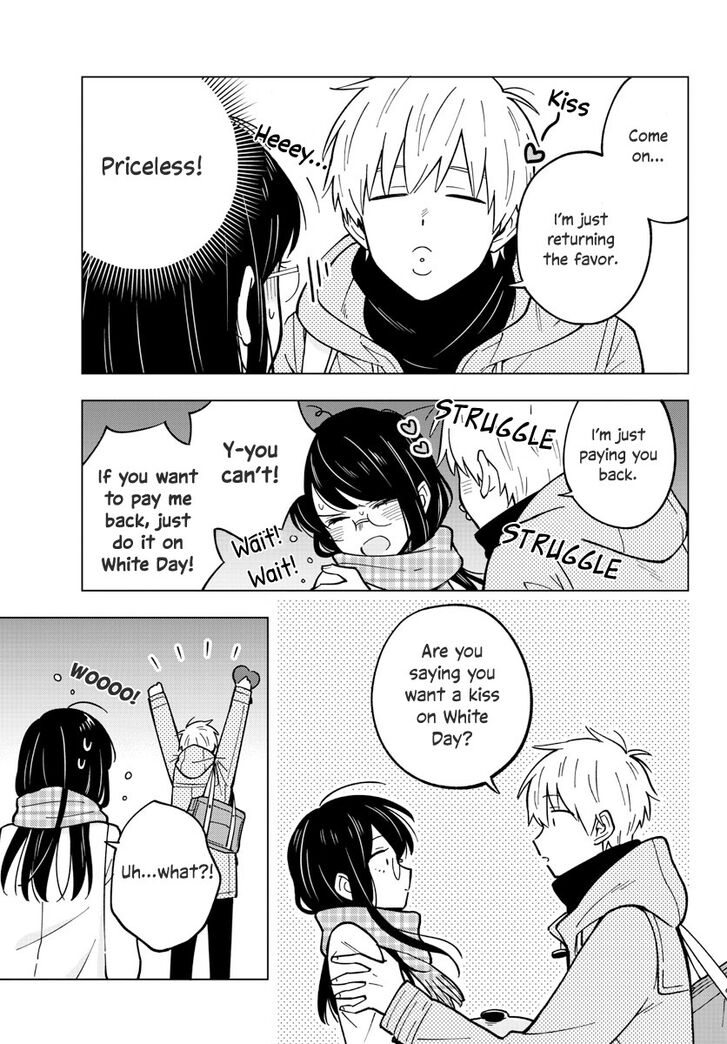 Come
on...
I'm just
returning
the favor.
Kiss
Heeey...
Priceless!
I'm just
paying you
back.
STRUGGLE
STRUGGLE
Y-you
can't!
If you want
to pay me
back, just
do it on
White Day!
Wait!
Wait!
Are you
saying you
want a kiss
on White
Day?
WOOOO!
Uh...what?!